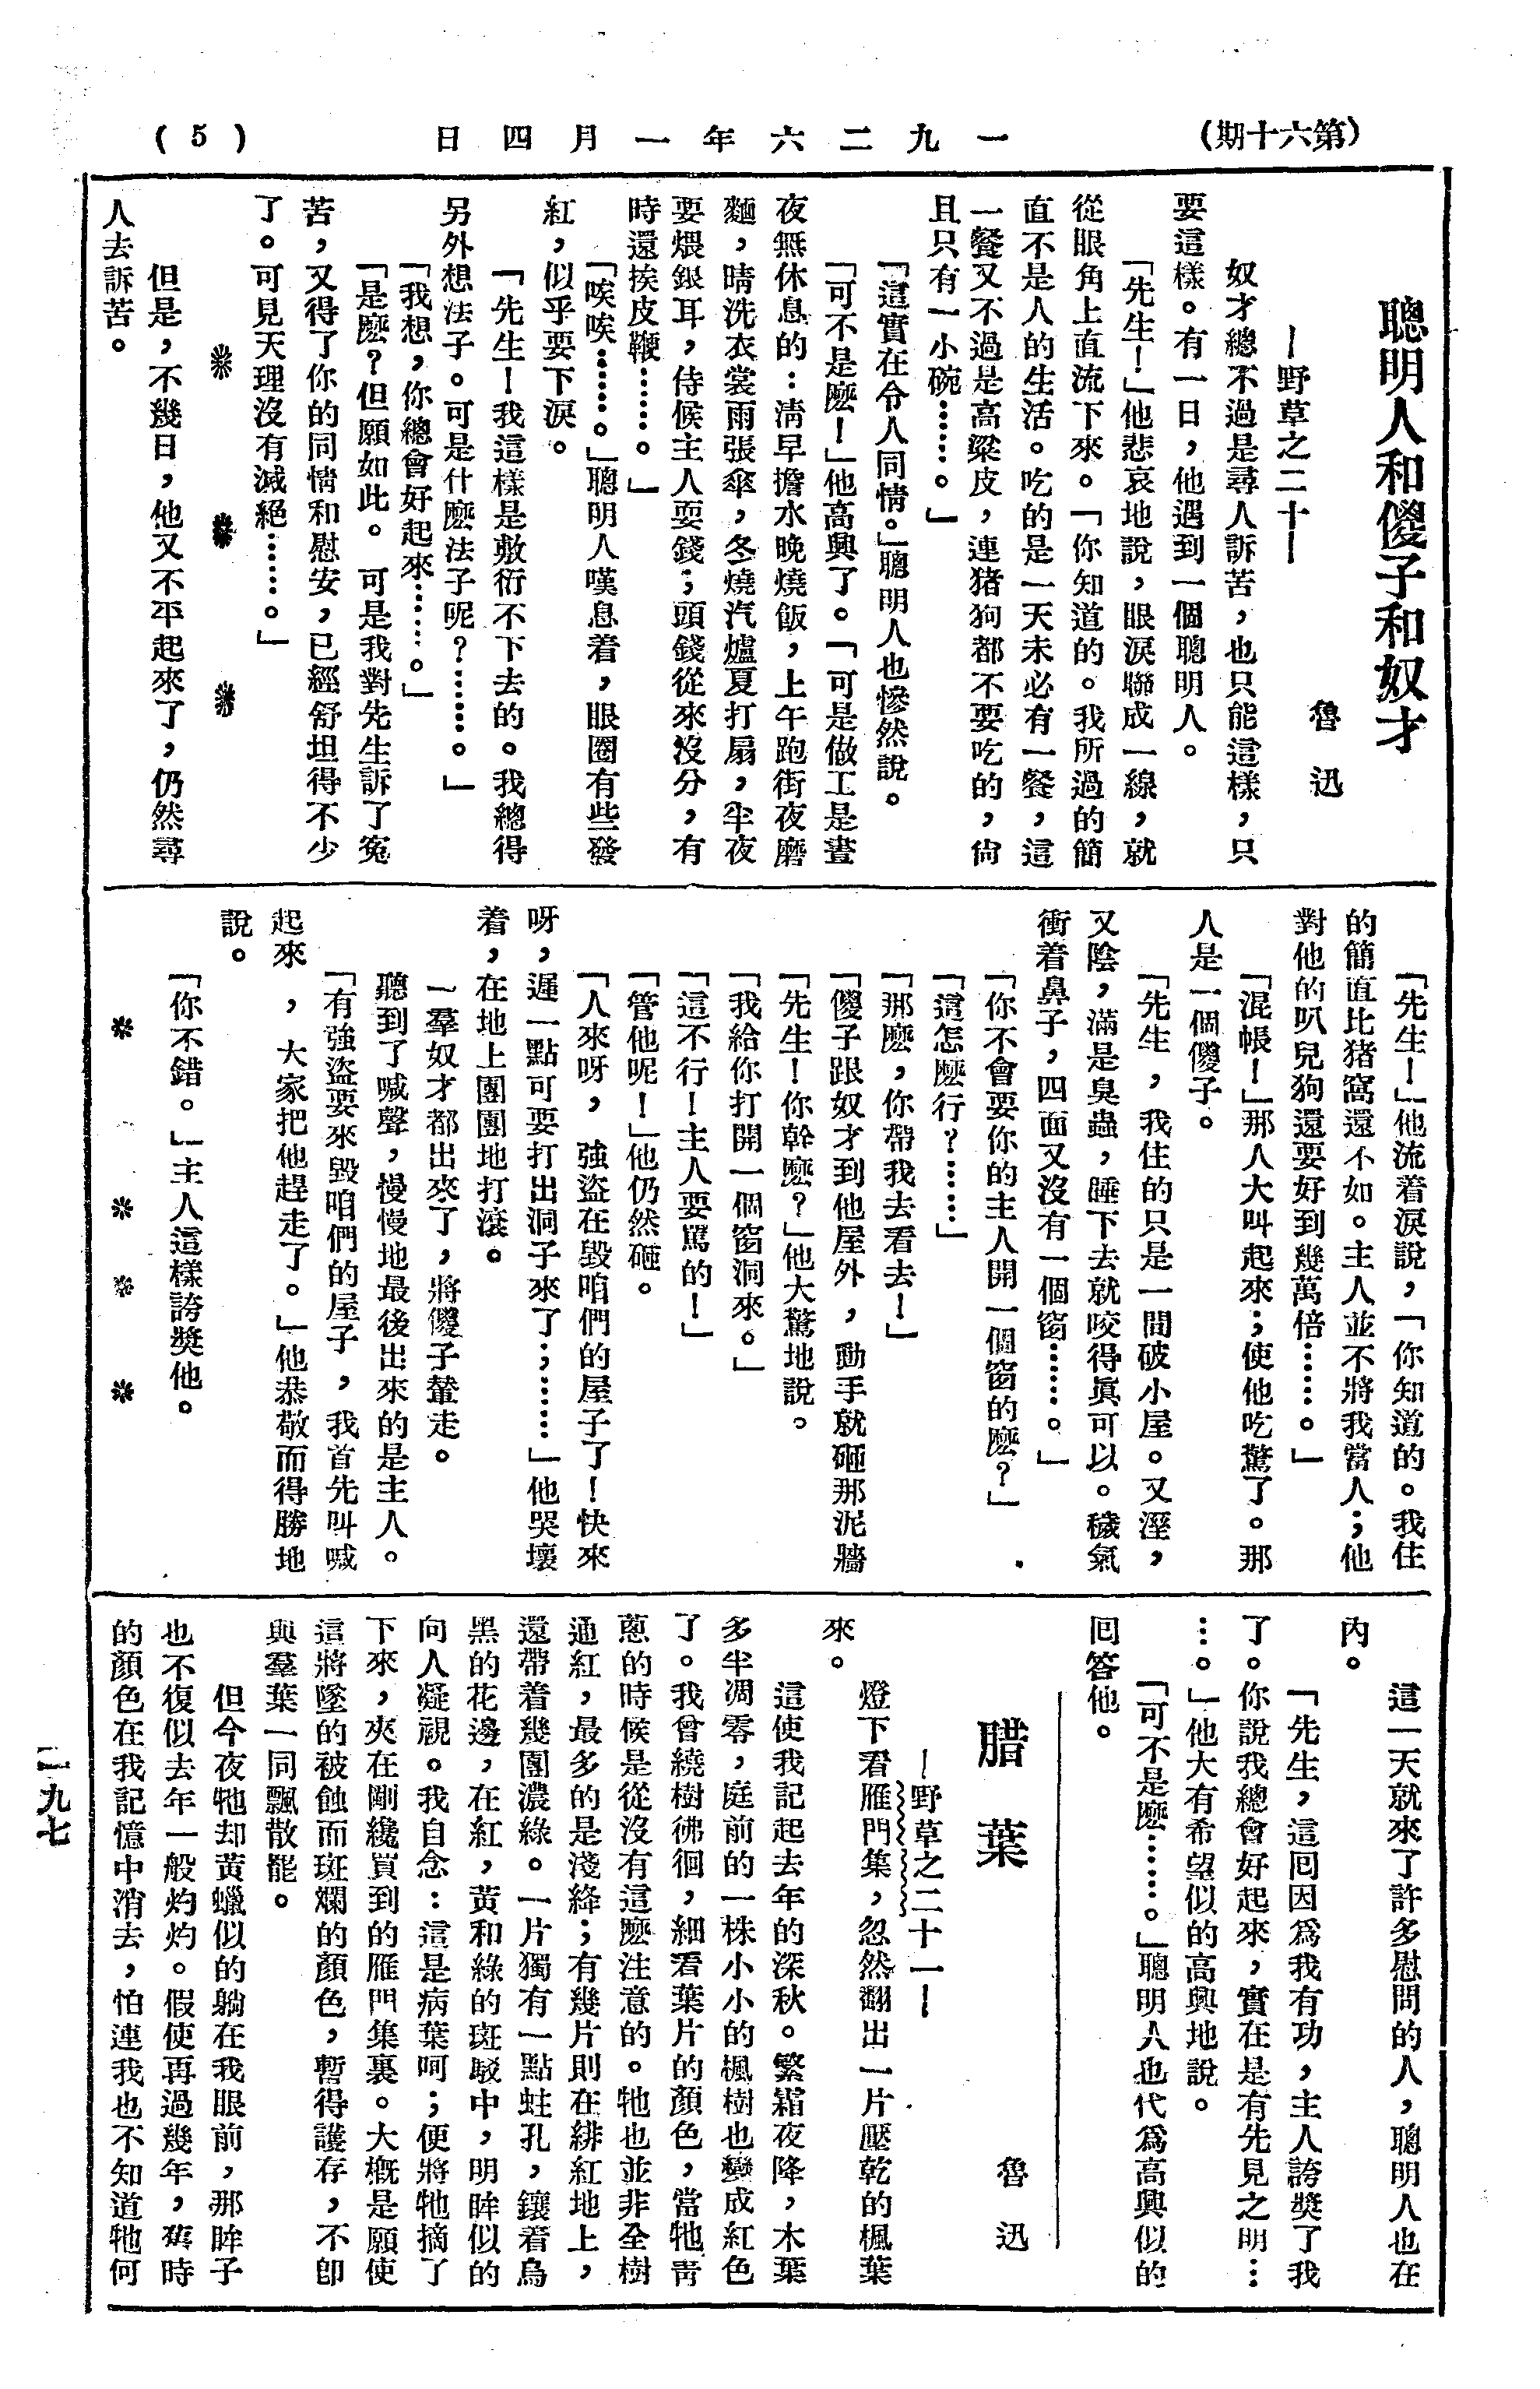 （第六十期）
一九二六年一月四日
(5)
聰明人和傻子和奴才
—野草之二十—
魯迅
奴才總不過是尋人訴苦，也只能這樣，只
要這樣。有一日，他遇到一個聰明人。
「先生！」他悲哀地說，眼淚聯成一線，就
從眼角上直流下來。「你知道的。我所過的簡
直不是人的生活。吃的是一天未必有一餐，這
一餐又不過是高粱皮，連猪狗都不要吃的，尙
且只有一小碗……。」
「這實在令人同情。」聰明人也慘然說。
「可不是麽！」他高興了。「可是做工是晝
夜無休息的：淸早擔水晚燒飯，上午跑街夜磨
麵，晴洗衣裳雨張傘，冬燒汽爐夏打扇，半夜
要煨銀耳，侍候主人耍錢；頭錢從來沒分，有
時還挨皮鞭……。」
「唉唉……。」聰明人嘆息着，眼圈有些發
紅，似乎要下淚。
「先生！我這樣是敷衍不下去的。我總得
另外想法子。可是什麽法子呢？……。」
「我想，你總會好起來……。」
「是麽？但願如此。可是我對先生訴了冤
苦，又得了你的同情和慰安，已經舒坦得不少
了。可見天理沒有滅絕……。」
＊ ＊ ＊
但是，不幾日，他又不平起來了，仍然尋
人去訴苦。
「先生！」他流着淚說，「你知道的。我住
的簡直比猪窩還不如。主人並不將我當人；他
對他的叭兒狗還要好到幾萬倍……。」
「混帳！」那人大叫起來；使他吃驚了。那
人是一個傻子。
「先生，我住的只是一間破小屋。又溼，
又陰，滿是臭蟲，睡下去就咬得眞可以。穢氣
衝着鼻子，四面又沒有一個窗……。」
「你不會要你的主人開一個窗的麽？」
「這怎麽行？……」
「那麽，你帶我去看去！」
「傻子跟奴才到他屋外，動手就砸那泥牆
「先生！你幹麽？」他大驚地說。
「我給你打開一個窗洞來。」
「這不行！主人要罵的！」
「管他呢！」他仍然砸。
「人來呀，強盜在毀咱們的屋子了！快來
呀，遲一點可要打出洞子來了；……」他哭壤
着，在地上團團地打滾。
一羣奴才都出來了，將傻子輦走。
聽到了喊聲，慢慢地最後出來的是主人。
「有強盜要來毀咱們的屋子，我首先叫喊
起來，大家把他趕走了。」他恭敬而得勝地
說。
「你不錯。」主人這樣誇獎他。
＊ ＊ ＊ ＊
這一天就來了許多慰問的人，聰明人也在
內。
「先生，這囘因爲我有功，主人誇獎了我
了。你說我總會好起來，實在是有先見之明…
…。」他大有希望似的高興地說。
「可不是麽……。」聰明人也代爲高興似的
囘答他。
腊葉
魯迅
—野草之二十一—
燈下看雁門集，忽然翻出一片壓乾的楓葉
來。
這使我記起去年的深秋。繁霜夜降，木葉
多半凋零，庭前的一株小小的楓樹也變成紅色
了。我曾繞樹彿徊，細看葉片的顏色，當牠靑
蔥的時候是從沒有這麽注意的。牠也並非全樹
通紅，最多的是淺絳；有幾片則在緋紅地上，
還帶着幾團濃綠。一片獨有一點蛀孔，鑲着烏
黑的花邊，在紅，黃和綠的斑駁中，明眸似的
向人凝視。我自念：這是病葉呵；便將牠摘了
下來，夾在剛纔買到的雁門集裏。大槪是願使
這將墜的被蝕而斑斕的顏色，暫得護存，不卽
與羣葉一同飄散罷。
但今夜牠却黃蠟似的躺在我眼前，那眸子
也不復似去年一般灼灼。假使再過幾年，舊時
的顏色在我記憶中消去，怕連我也不知道牠何
一九七